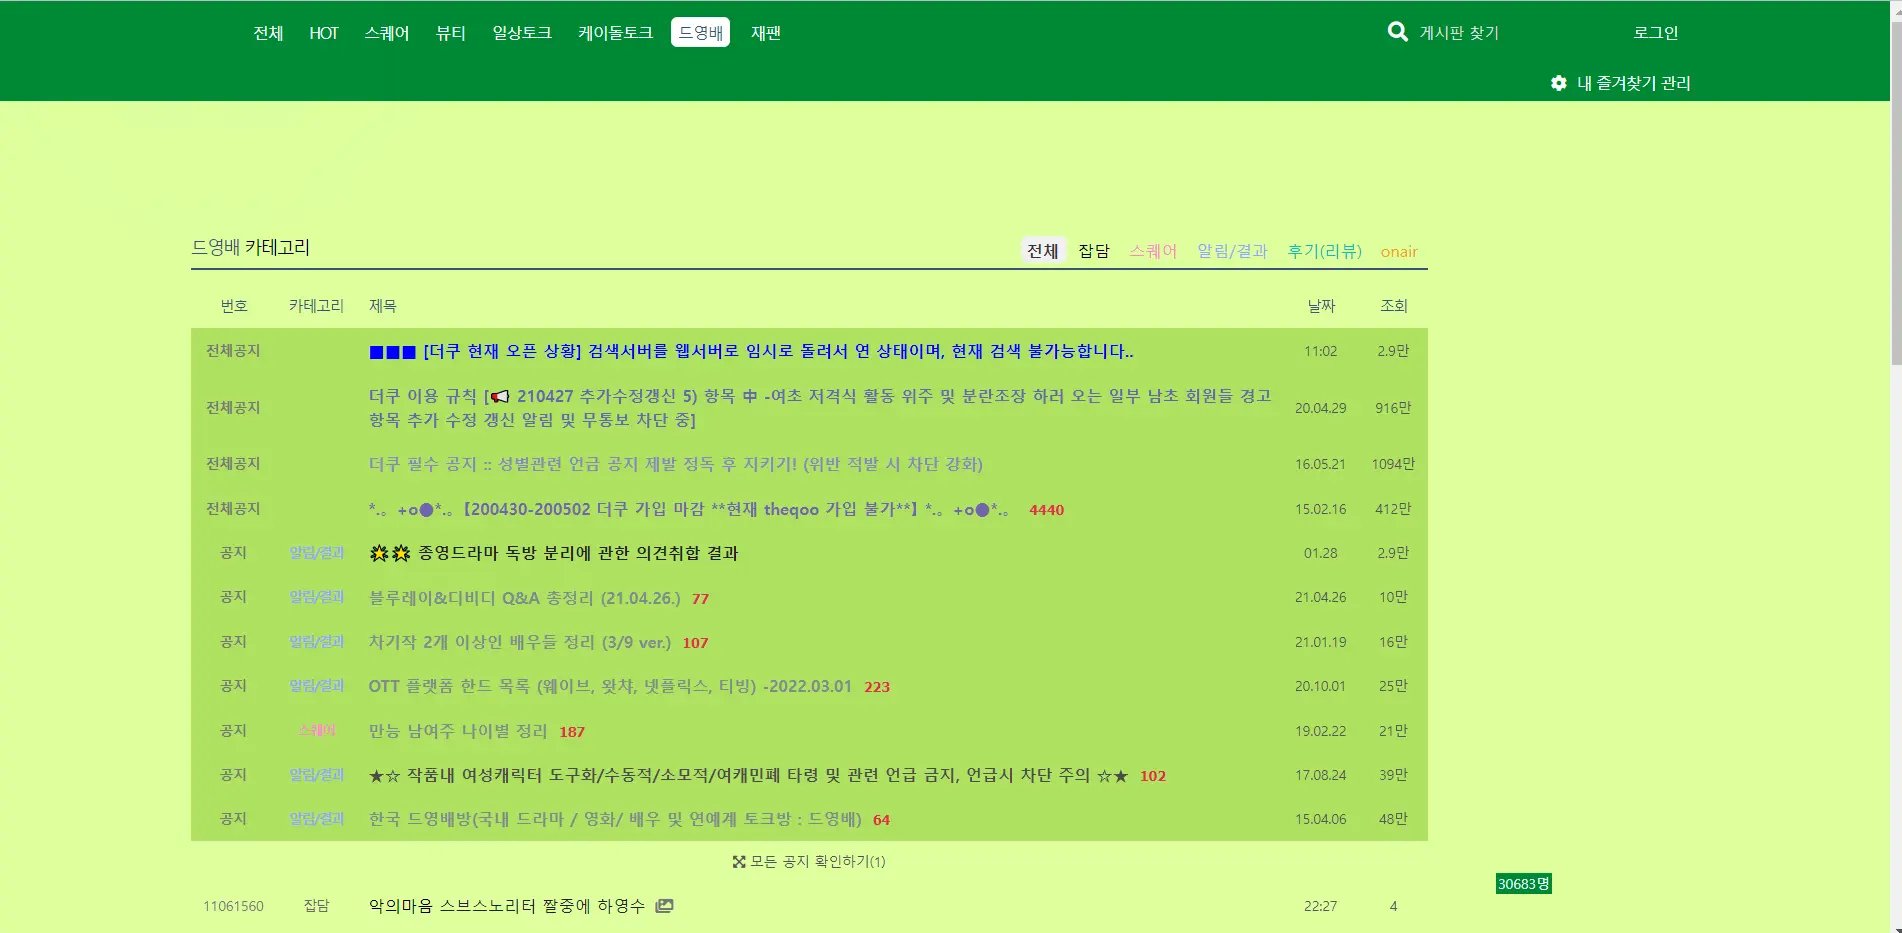 전체 HOT 스퀘어 뷰티 일상토크 케이돌토크 드영배 재팬 게시판 찾기 로그인
내 즐겨찾기 관리
드영배 카테고리 전체 잡담 스퀘어 알림/결과 후기(리뷰) onair
번호 카테고리 제목 날짜 조회
전체공지 ■■■ [더쿠 현재 오픈 상황] 검색서버를 웹서버로 임시로 돌려서 연 상태이며, 현재 검색 불가능합니다.. 11:02 2.9만
전체공지 더쿠 이용 규칙 [📢 210427 추가수정갱신 5) 항목 中 -여초 저격식 활동 위주 및 분란조장 하러 오는 일부 남초 회원들 경고
항목 추가 수정 갱신 알림 및 무통보 차단 중] 20.04.29 916만
전체공지 더쿠 필수 공지 :: 성별관련 언금 공지 제발 정독 후 지키기! (위반 적발 시 차단 강화) 16.05.21 1094만
전체공지 *.。+o●*.。【200430-200502 더쿠 가입 마감 **현재 theqoo 가입 불가**】*.。+o●*.。 4440 15.02.16 412만
공지 알림/결과 🌟🌟 종영드라마 독방 분리에 관한 의견취합 결과 01.28 2.9만
공지 알림/결과 블루레이&디비디 Q&A 총정리 (21.04.26.) 77 21.04.26 10만
공지 알림/결과 차기작 2개 이상인 배우들 정리 (3/9 ver.) 107 21.01.19 16만
공지 알림/결과 OTT 플랫폼 한드 목록 (웨이브, 왓챠, 넷플릭스, 티빙) -2022.03.01 223 20.10.01 25만
공지 스퀘어 만능 남여주 나이별 정리 187 19.02.22 21만
공지 알림/결과 ★☆ 작품내 여성캐릭터 도구화/수동적/소모적/여캐민폐 타령 및 관련 언급 금지, 언급시 차단 주의 ☆★ 102 17.08.24 39만
공지 알림/결과 한국 드영배방(국내 드라마 / 영화/ 배우 및 연예계 토크방 : 드영배) 64 15.04.06 48만
모든 공지 확인하기(1)
30683명
11061560 잡담 악의마음 스브스노리터 짤중에 하영수 22:27 4